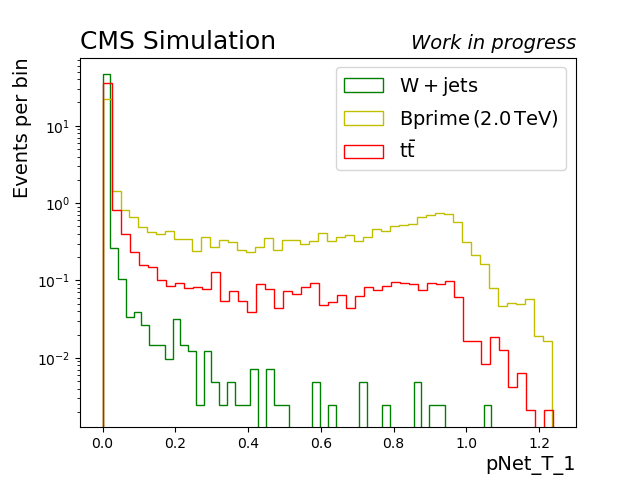 CMS Simulation
Work in progress
Events per bin
W + jets
Bprime (2.0 TeV)
tt̄
10¹
10⁰
10⁻¹
10⁻²
0.0 0.2 0.4 0.6 0.8 1.0 1.2
pNet_T_1